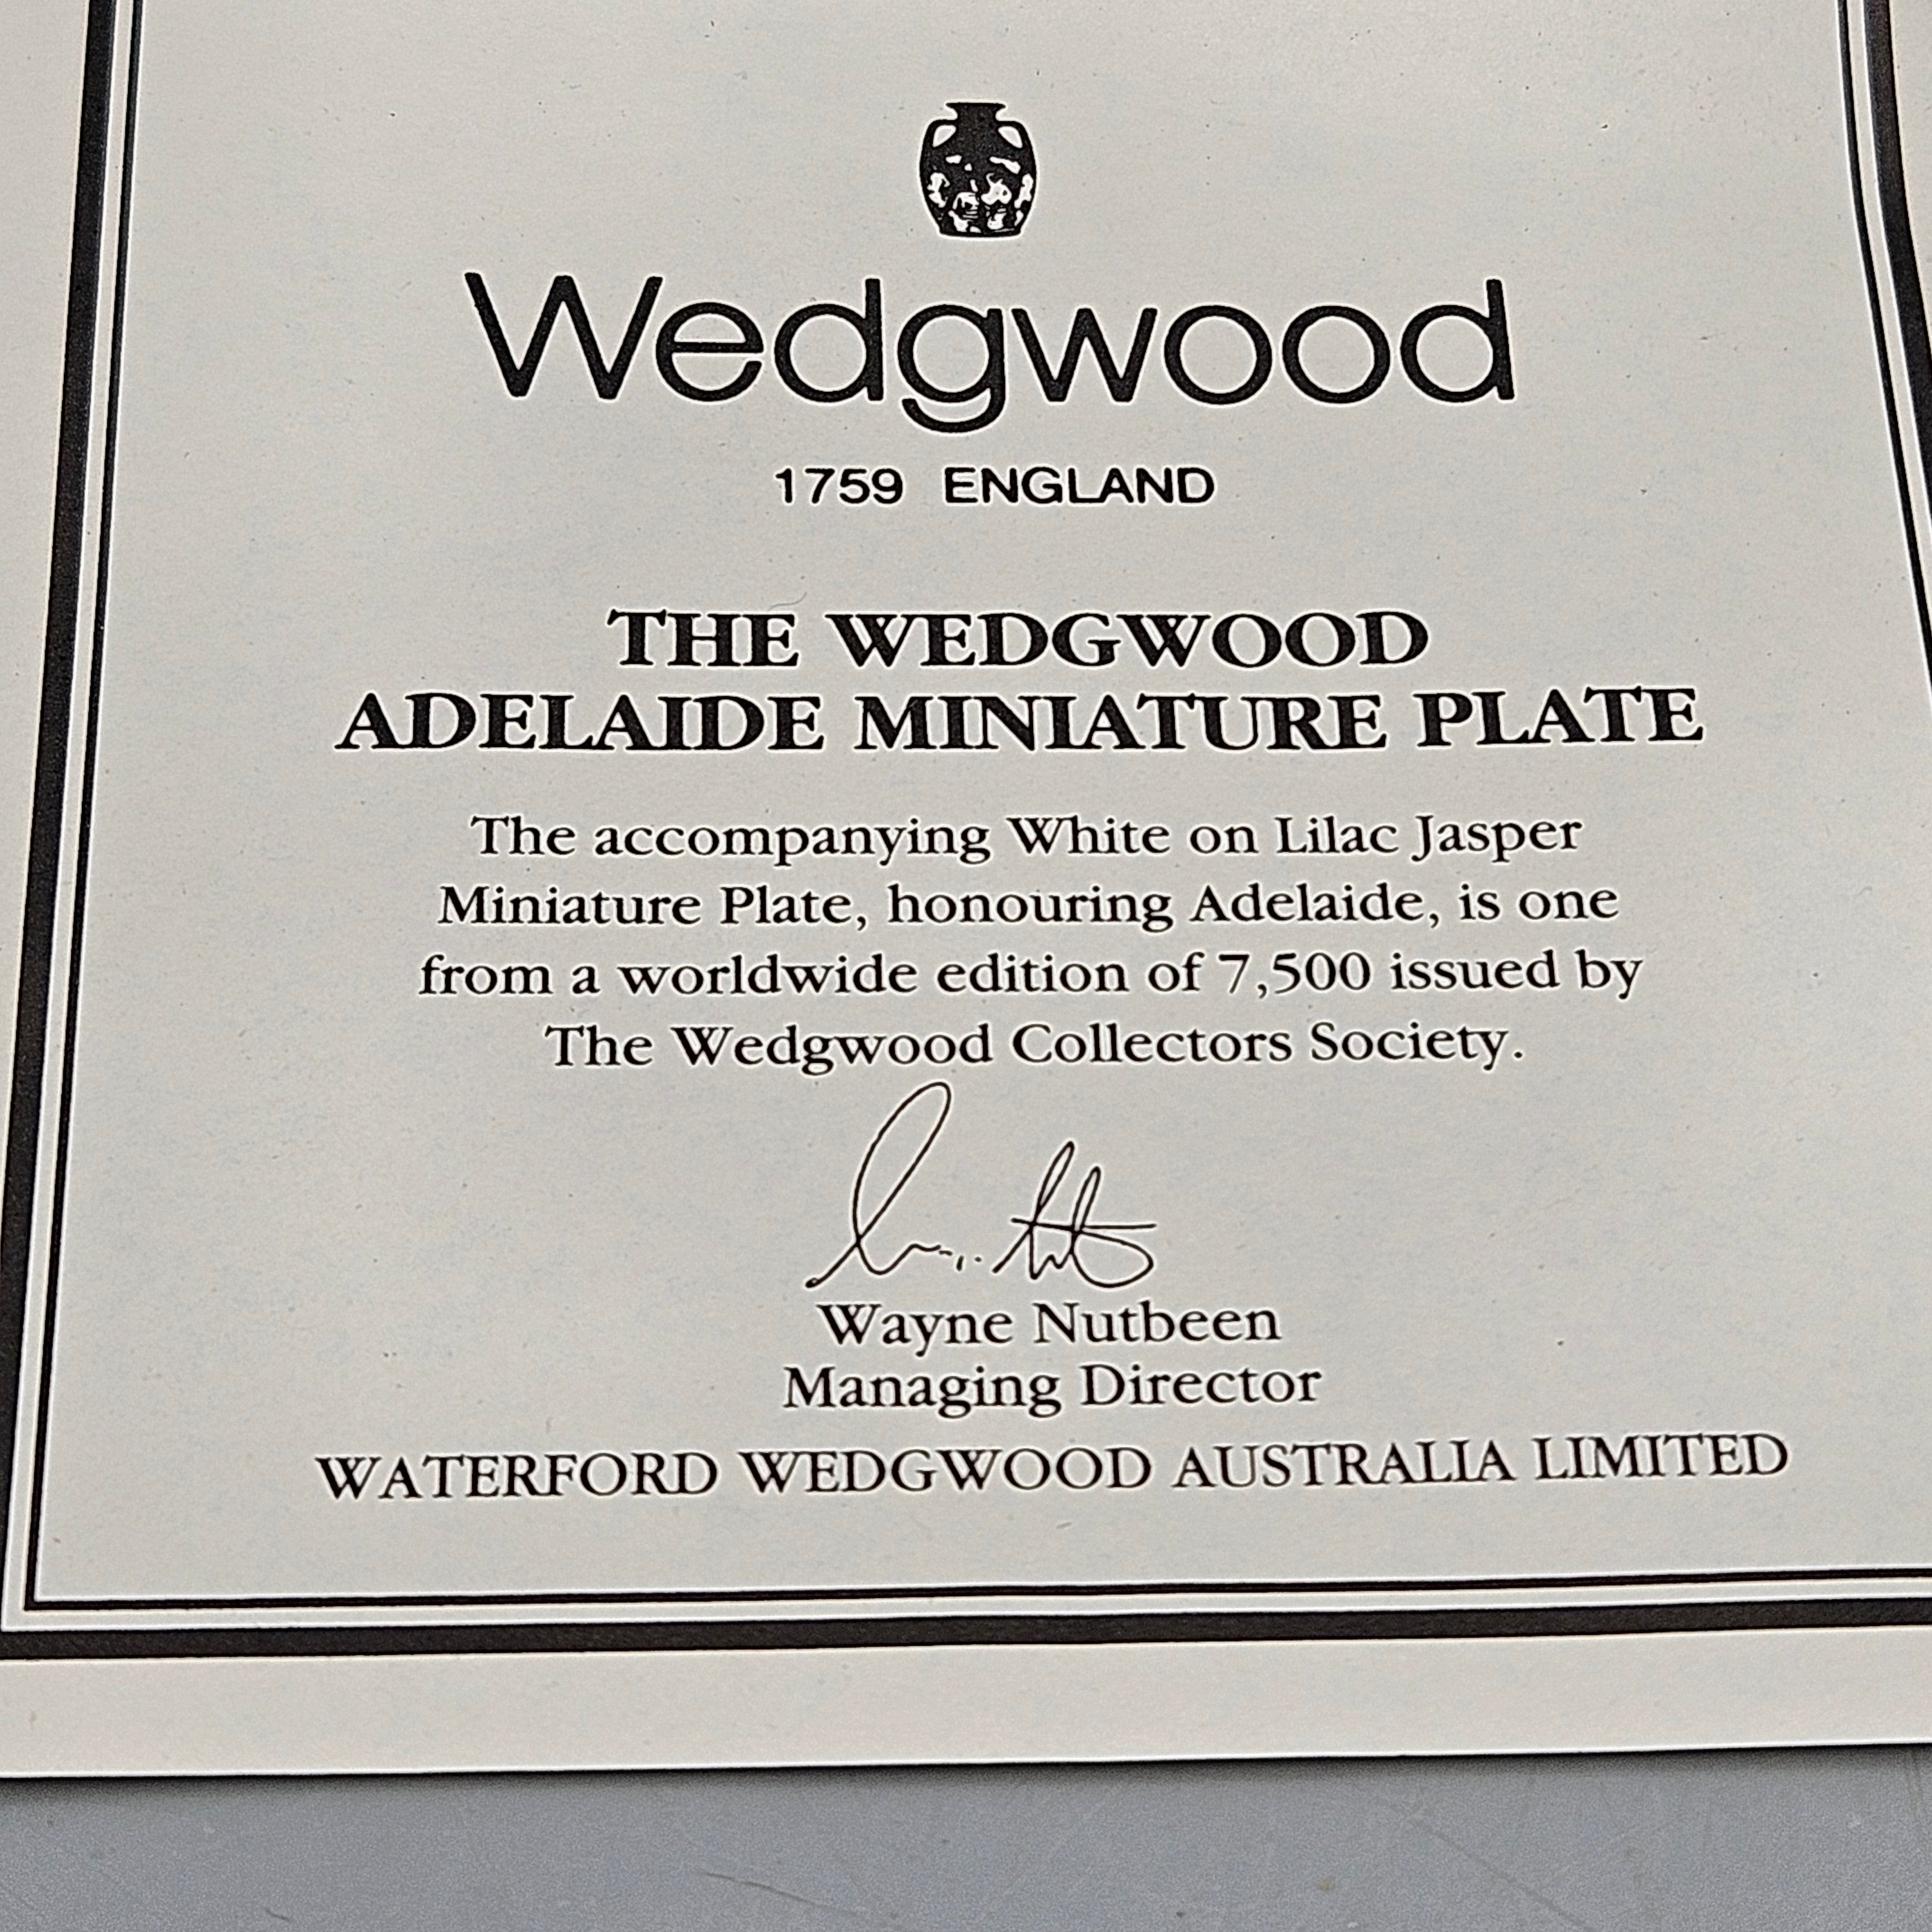 Wedgwood
1759 ENGLAND
THE WEDGWOOD
ADELAIDE MINIATURE PLATE
The accompanying White on Lilac Jasper
Miniature Plate, honouring Adelaide, is one
from a worldwide edition of 7,500 issued by
The Wedgwood Collectors Society.
Wayne Nutbeen
Managing Director
WATERFORD WEDGWOOD AUSTRALIA LIMITED